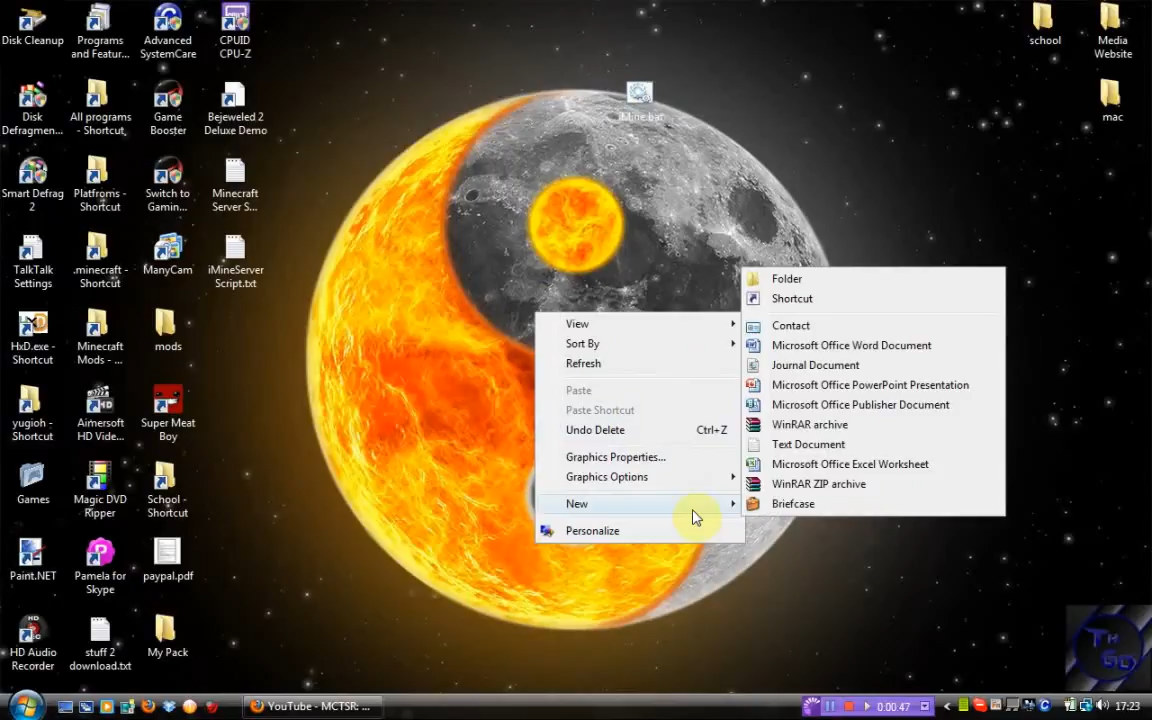 Disk Cleanup
Programs
and Featur...
Advanced
SystemCare
CPUID
CPU-Z
school
Media
Website
Disk
Defragmen...
All programs
- Shortcut
Game
Booster
Bejeweled 2
Deluxe Demo
iMine.bat
mac
Smart Defrag
2
Platfroms -
Shortcut
Switch to
Gamin...
Minecraft
Server S...
TalkTalk
Settings
.minecraft -
Shortcut
ManyCam
iMineServer
Script.txt
HxD.exe -
Shortcut
Minecraft
Mods - ...
mods
yugioh -
Shortcut
Aimersoft
HD Vide...
Super Meat
Boy
Games
Magic DVD
Ripper
School -
Shortcut
Paint.NET
Pamela for
Skype
paypal.pdf
HD Audio
Recorder
stuff 2
download.txt
My Pack
View
Sort By
Refresh
Paste
Paste Shortcut
Undo Delete Ctrl+Z
Graphics Properties...
Graphics Options
New
Personalize
Folder
Shortcut
Contact
Microsoft Office Word Document
Journal Document
Microsoft Office PowerPoint Presentation
Microsoft Office Publisher Document
WinRAR archive
Text Document
Microsoft Office Excel Worksheet
WinRAR ZIP archive
Briefcase
YouTube - MCTSR: ...
0:00:47
17:23